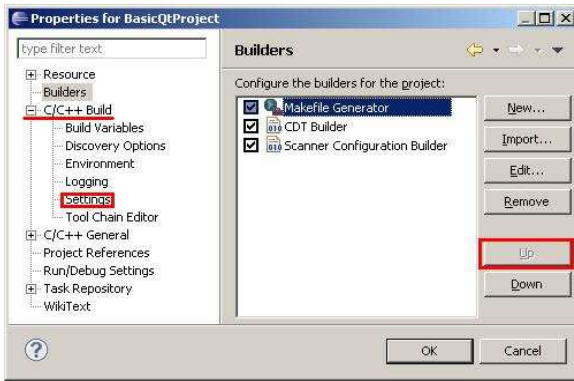 Properties for BasicQtProject
type filter text
Resource
Builders
C/C++ Build
Build Variables
Discovery Options
Environment
Logging
Settings
Tool Chain Editor
C/C++ General
Project References
Run/Debug Settings
Task Repository
WikiText
Builders
Configure the builders for the project:
Makefile Generator
CDT Builder
Scanner Configuration Builder
New...
Import...
Edit...
Remove
Up
Down
?
OK
Cancel